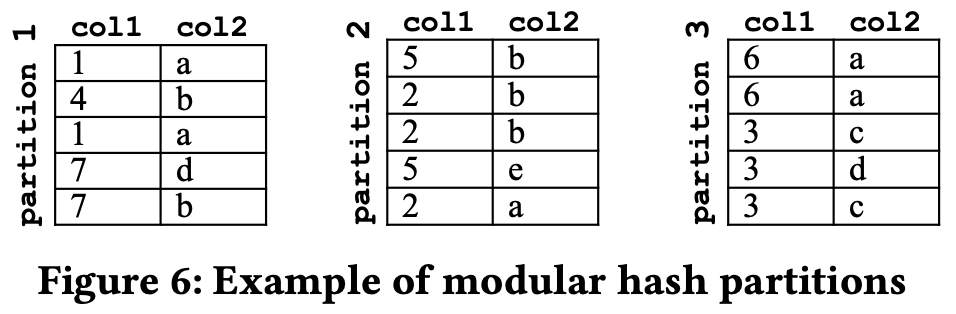 partition 1
col1 col2
1 a
4 b
1 a
7 d
7 b
partition 2
col1 col2
5 b
2 b
2 b
5 e
2 a
partition 3
col1 col2
6 a
6 a
3 c
3 d
3 c
Figure 6: Example of modular hash partitions